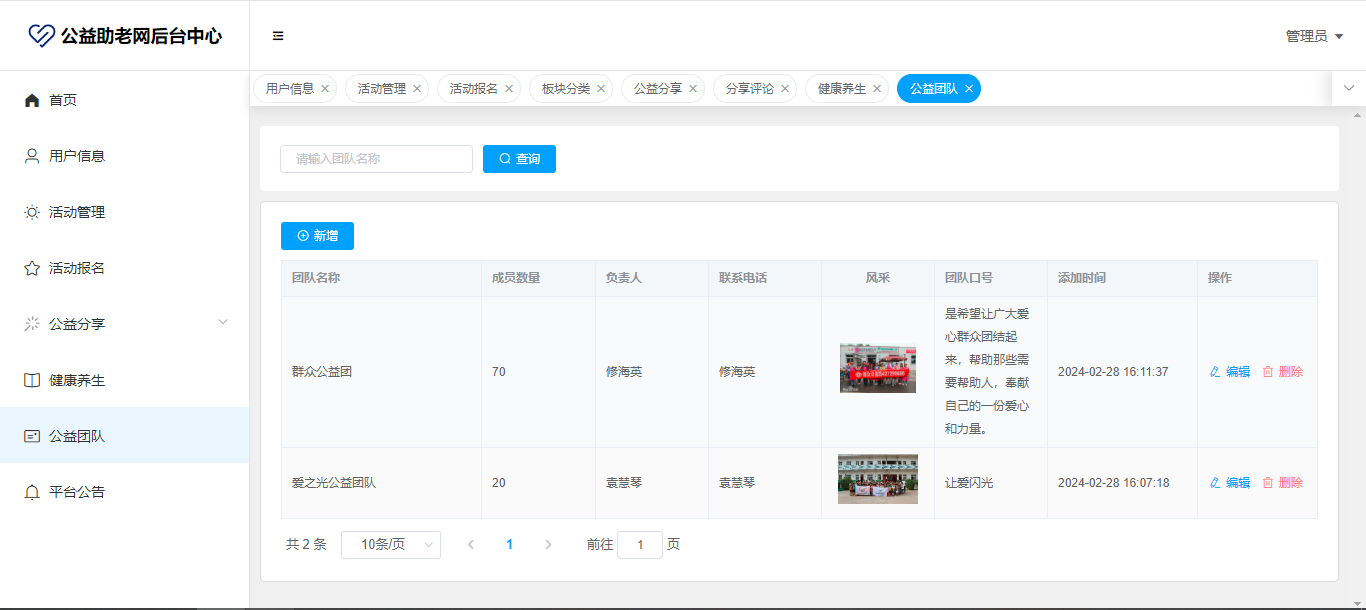 公益助老网后台中心
管理员
首页
用户信息
活动管理
活动报名
公益分享
健康养生
公益团队
平台公告
用户信息 活动管理 活动报名 板块分类 公益分享 分享评论 健康养生 公益团队
请输入团队名称 查询
新增
团队名称 成员数量 负责人 联系电话 风采 团队口号 添加时间 操作
群众公益团 70 修海英 修海英 2024-02-28 16:11:37 编辑 删除
是希望让广大爱
心群众团结起
来，帮助那些需
要帮助人，奉献
自己的一份爱心
和力量。
爱之光公益团队 20 袁慧琴 袁慧琴 让爱闪光 2024-02-28 16:07:18 编辑 删除
共 2 条 10条/页 1 前往 1 页